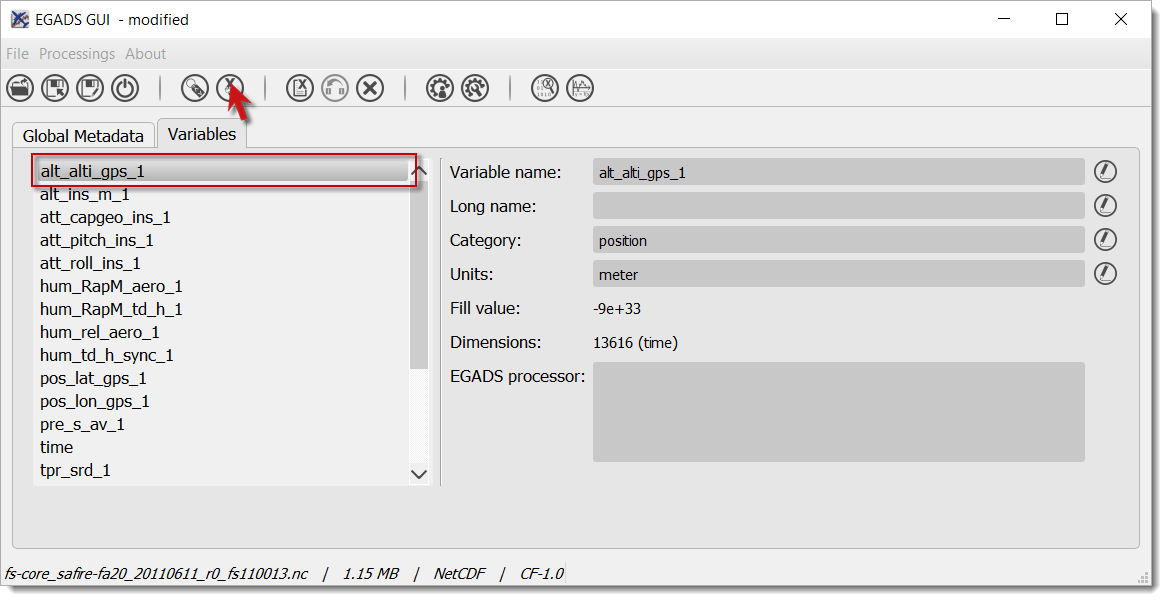 EGADS GUI - modified
File Processings About
Global Metadata Variables
alt_alti_gps_1
alt_ins_m_1
att_capgeo_ins_1
att_pitch_ins_1
att_roll_ins_1
hum_RapM_aero_1
hum_RapM_td_h_1
hum_rel_aero_1
hum_td_h_sync_1
pos_lat_gps_1
pos_lon_gps_1
pre_s_av_1
time
tpr_srd_1
Variable name: alt_alti_gps_1
Long name:
Category: position
Units: meter
Fill value: -9e+33
Dimensions: 13616 (time)
EGADS processor:
fs-core_safire-fa20_20110611_r0_fs110013.nc | 1.15 MB | NetCDF | CF-1.0